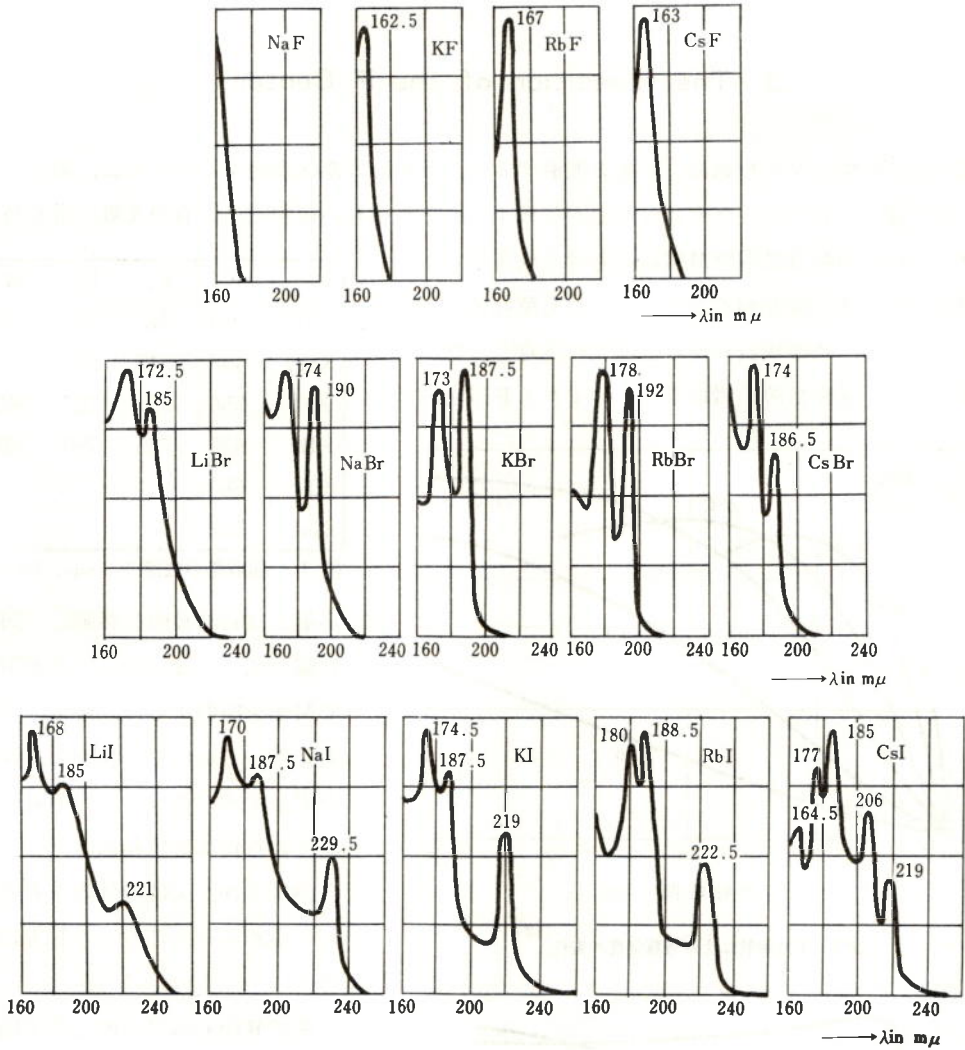 162.5 167 163
NaF KF RbF CsF
160 200 160 200 160 200 160 200
→λin mμ
172.5 174 173 187.5 178 174
185 190 192 186.5
LiBr NaBr KBr RbBr CsBr
160 200 240 160 200 240 160 200 240 160 200 240 160 200 240
→λin mμ
168 170 174.5 180 188.5 185
LiI NaI KI RbI 177 CsI
185 187.5 187.5 164.5 206
221 229.5 219 222.5 219
160 200 240 160 200 240 160 200 240 160 200 240 160 200 240
→λin mμ